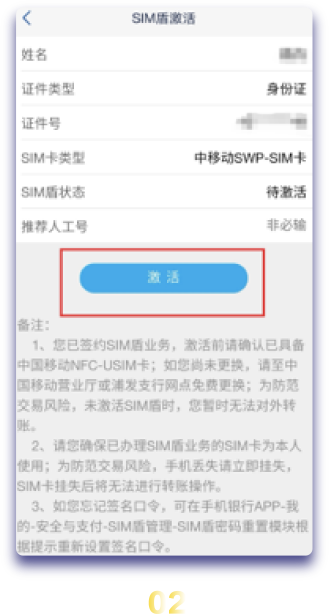 SIM盾激活
姓名
证件类型 身份证
证件号
SIM卡类型 中移动SWP-SIM卡
SIM盾状态 待激活
推荐人工号 非必输
激 活
备注：
1、您已签约SIM盾业务，激活前请确认已具备
中国移动NFC-USIM卡；如您尚未更换，请至中
国移动营业厅或浦发支行网点免费更换；为防范
交易风险，未激活SIM盾时，您暂时无法对外转
账。
2、请您确保已办理SIM盾业务的SIM卡为本人
使用；为防范交易风险，手机丢失请立即挂失，
SIM卡挂失后将无法进行转账操作。
3、如您忘记签名口令，可在手机银行APP-我
的-安全与支付-SIM盾管理-SIM盾密码重置模块根
据提示重新设置签名口令。
02